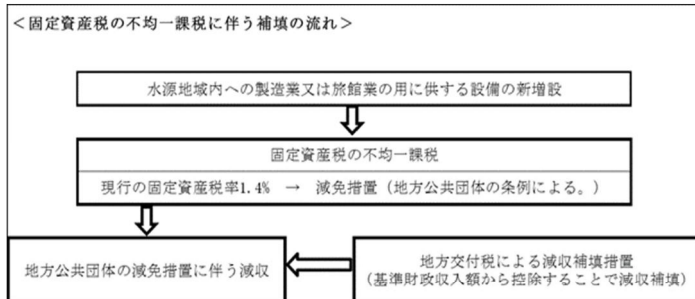 <固定資産税の不均一課税に伴う補填の流れ>
水源地域内への製造業又は旅館業の用に供する設備の新増設
固定資産税の不均一課税
現行の固定資産税率1.4% → 減免措置(地方公共団体の条例による。)
地方公共団体の減免措置に伴う減収
地方交付税による減収補填措置
(基準財政収入額から控除することで減収補填)